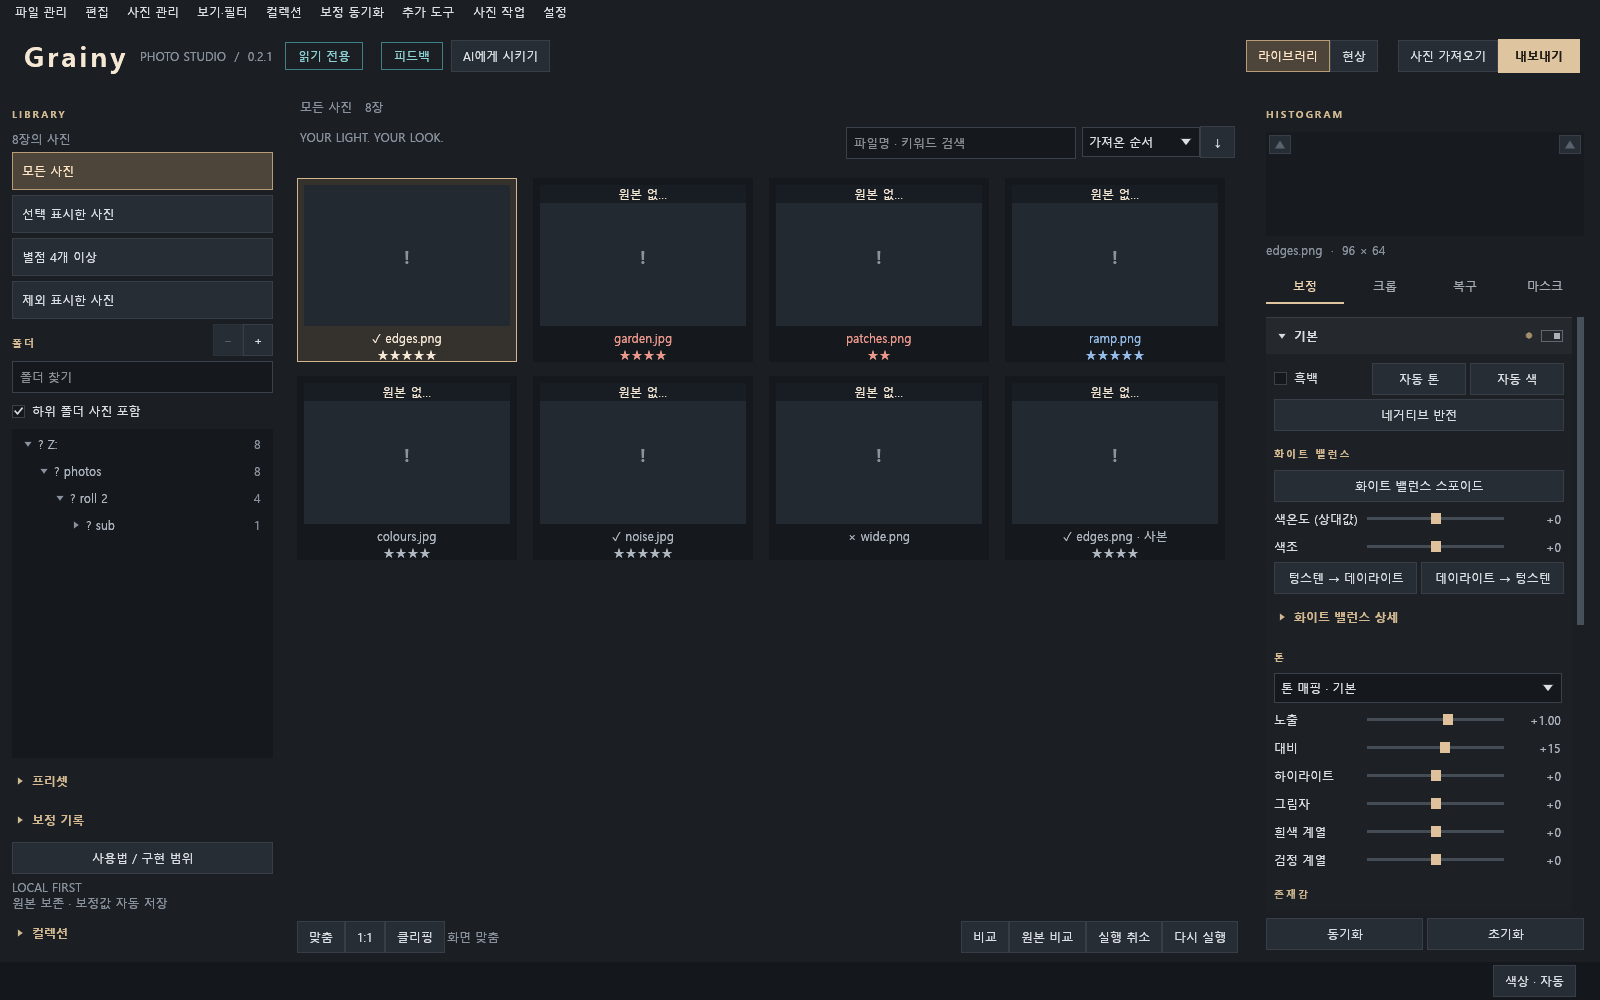 파일 관리 편집 사진 관리 보기·필터 컬렉션 보정 동기화 추가 도구 사진 작업 설정
Grainy PHOTO STUDIO / 0.2.1 읽기 전용 피드백 AI에게 시키기 라이브러리 현상 사진 가져오기 내보내기
LIBRARY
8장의 사진
모든 사진
선택 표시한 사진
별점 4개 이상
제외 표시한 사진
폴더 − +
폴더 찾기
하위 폴더 사진 포함
? Z: 8
? photos 8
? roll 2 4
? sub 1
프리셋
보정 기록
사용법 / 구현 범위
LOCAL FIRST
원본 보존 · 보정값 자동 저장
컬렉션
모든 사진 8장
YOUR LIGHT. YOUR LOOK.
파일명 · 키워드 검색 가져온 순서 ↓
원본 없... 원본 없... 원본 없...
! ! ! !
✓ edges.png garden.jpg patches.png ramp.png
★★★★★ ★★★★ ★★ ★★★★★
원본 없... 원본 없... 원본 없... 원본 없...
! ! ! !
colours.jpg ✓ noise.jpg × wide.png ✓ edges.png · 사본
★★★★ ★★★★★ ★★★★
맞춤 1:1 클리핑 화면 맞춤 비교 원본 비교 실행 취소 다시 실행
HISTOGRAM
edges.png · 96 × 64
보정 크롭 복구 마스크
기본
흑백 자동 톤 자동 색
네거티브 반전
화이트 밸런스
화이트 밸런스 스포이드
색온도 (상대값) +0
색조 +0
텅스텐 → 데이라이트 데이라이트 → 텅스텐
화이트 밸런스 상세
톤
톤 매핑 · 기본
노출 +1.00
대비 +15
하이라이트 +0
그림자 +0
흰색 계열 +0
검정 계열 +0
존재감
동기화 초기화
색상 · 자동